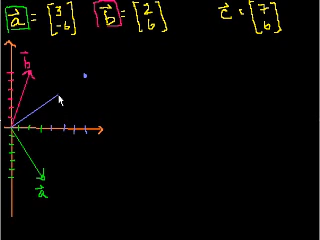 a⃗ = [3 -6] b⃗ = [2 6] c⃗ = [7 6]
b⃗
a⃗